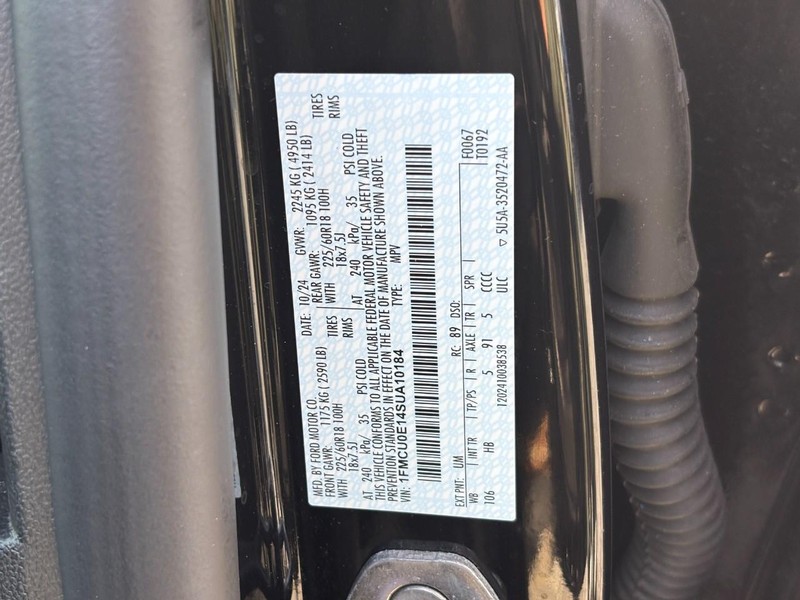 MFD. BY FORD MOTOR CO. DATE: 10/24 GVWR: 2245 KG ( 4950 LB)
FRONT GAWR: 1175 KG (2590 LB) REAR GAWR: 1095 KG ( 2414 LB)
WITH 225/60R18 100H TIRES WITH 225/60R18 100H TIRES
18x7.5J RIMS 18x7.5J RIMS
AT 240 kPa/ 35 PSI COLD AT 240 kPa/ 35 PSI COLD
THIS VEHICLE CONFORMS TO ALL APPLICABLE FEDERAL MOTOR VEHICLE SAFETY AND THEFT
PREVENTION STANDARDS IN EFFECT ON THE DATE OF MANUFACTURE SHOWN ABOVE.
VIN: 1FMCU0E14SUA10184 TYPE: MPV
EXT PNT: UM RC: 89 DSO: F0067
WB INT TR TP/PS R AXLE TR SPR T0192
106 HB 5 91 5 CCCC
1202410038538 ULC ▽ 5U5A-3520472-AA